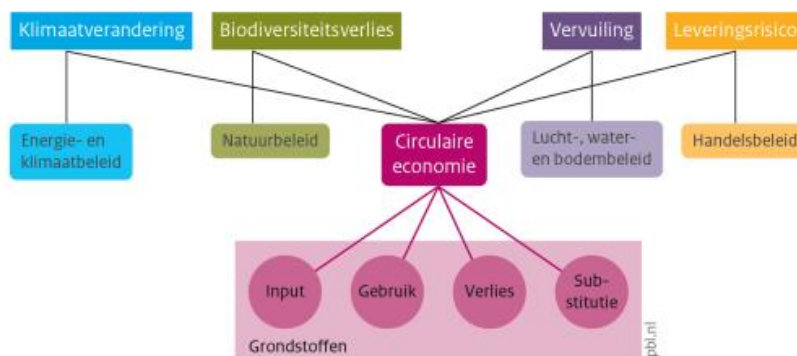 Klimaatverandering
Biodiversiteitsverlies
Vervuiling
Leveringsrisico
Energie- en
klimaatbeleid
Natuurbeleid
Circulaire
economie
Lucht-, water-
en bodembeleid
Handelsbeleid
Input
Gebruik
Verlies
Sub-
stitutie
Grondstoffen
pbl.nl